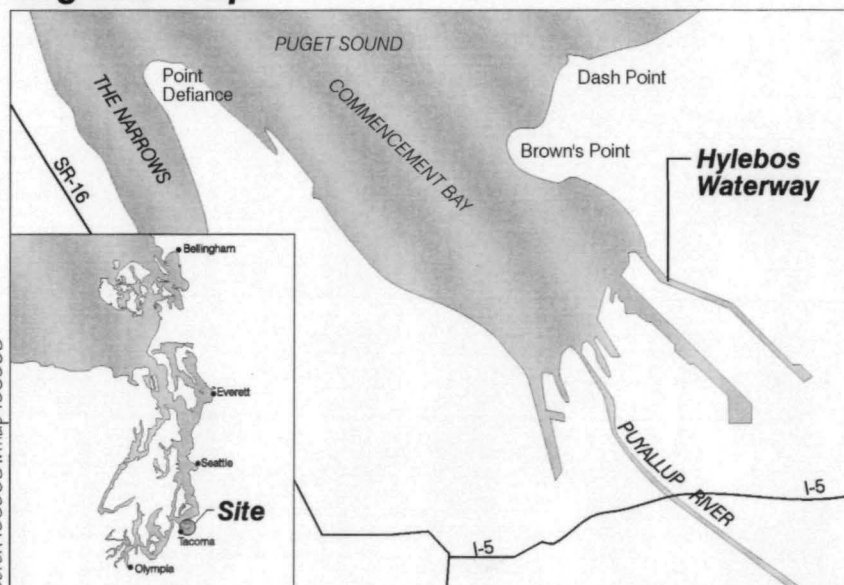 PUGET SOUND
Point
Defiance
THE NARROWS
COMMENCEMENT BAY
Dash Point
Brown's Point
SR-16
Hylebos
Waterway
Bellingham
Everett
Seattle
Site
Tacoma
Olympia
PUYALLUP RIVER
I-5
I-5